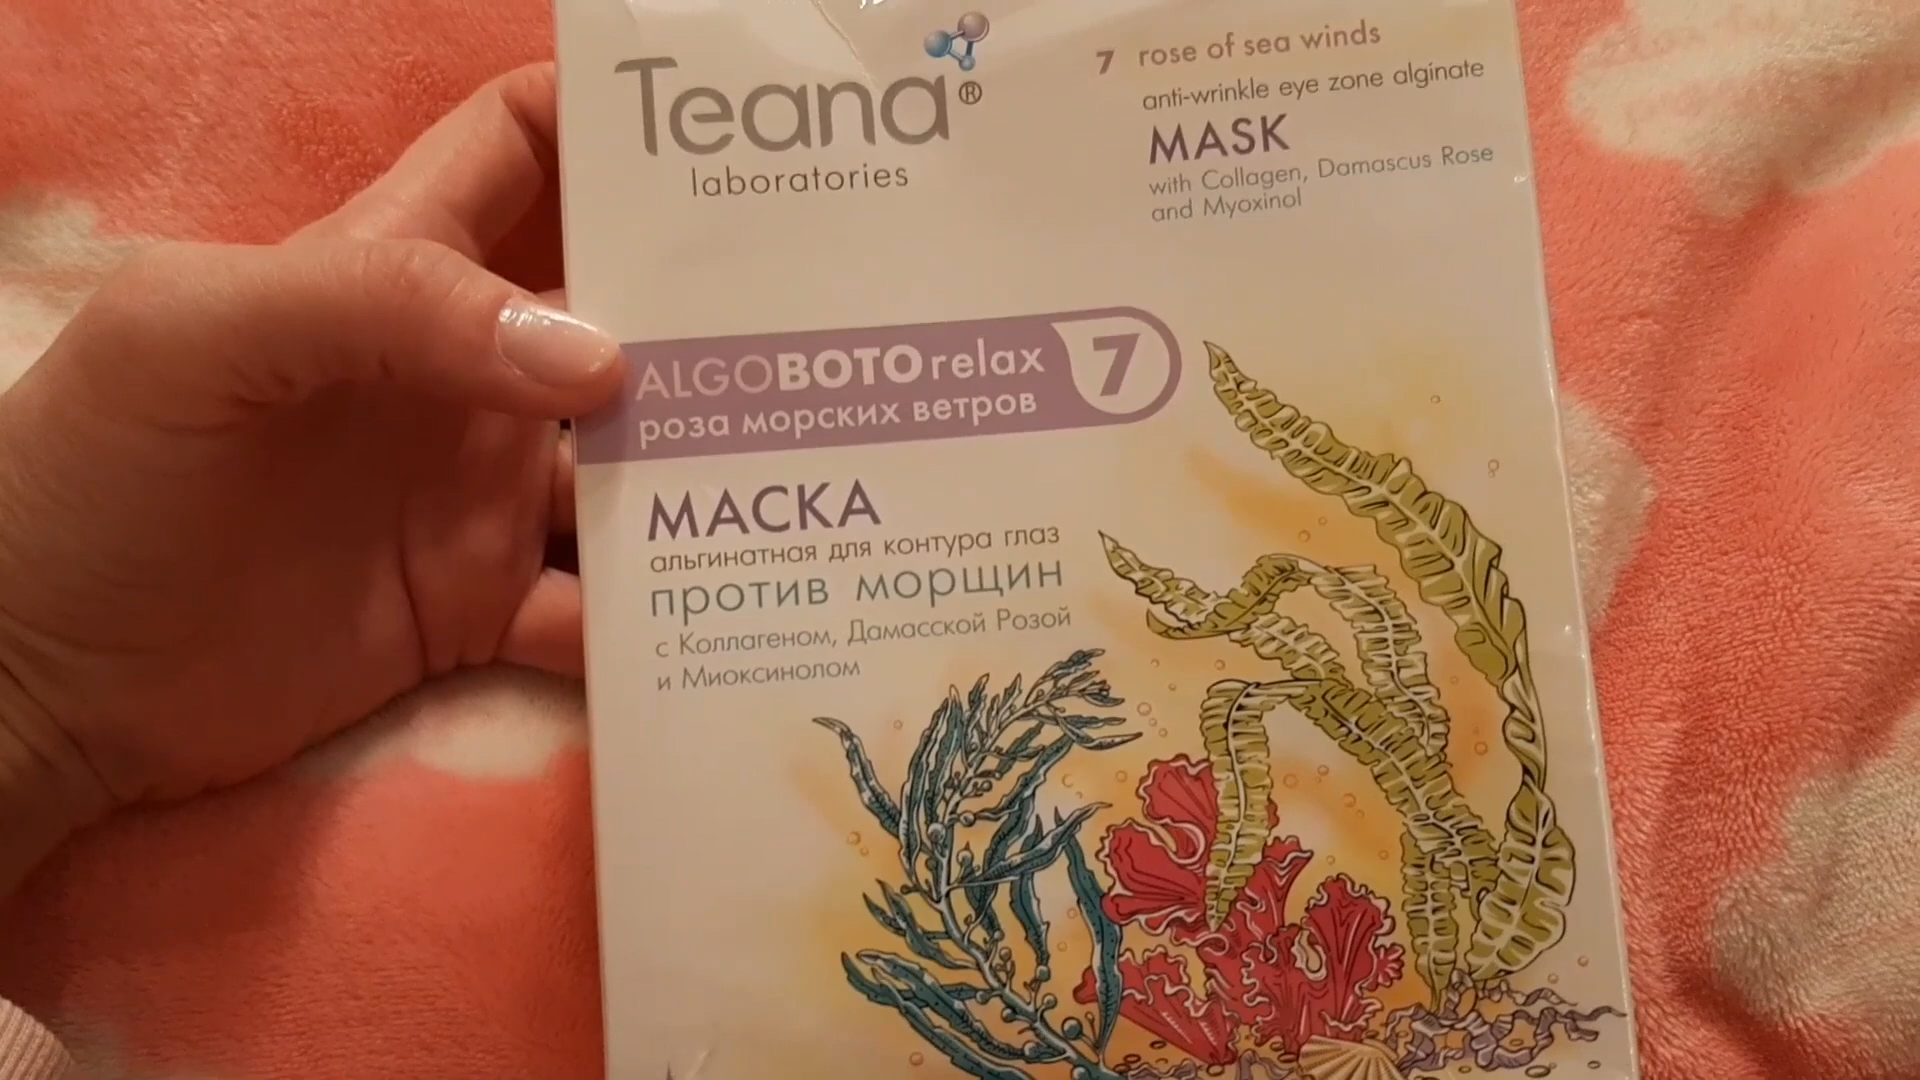 Teana®
laboratories
7 rose of sea winds
anti-wrinkle eye zone alginate
MASK
with Collagen, Damascus Rose
and Myoxinol
ALGOBOTOrelax 7
роза морских ветров
МАСКА
альгинатная для контура глаз
против морщин
с Коллагеном, Дамасской Розой
и Миоксинолом